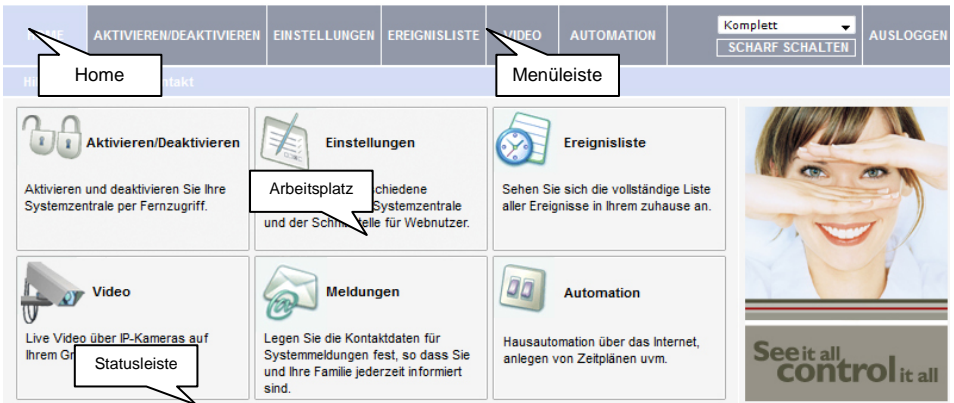 HOME AKTIVIEREN/DEAKTIVIEREN EINSTELLUNGEN EREIGNISLISTE VIDEO AUTOMATION
Komplett
SCHARF SCHALTEN
AUSLOGGEN
Home
Menüleiste
Aktivieren/Deaktivieren
Aktivieren und deaktivieren Sie Ihre
Systemzentrale per Fernzugriff.
Einstellungen
Arbeitsplatz
Systemzentrale
und der Schnittstelle für Webnutzer.
Ereignisliste
Sehen Sie sich die vollständige Liste
aller Ereignisse in Ihrem zuhause an.
Video
Live Video über IP-Kameras auf
Ihrem
Statusleiste
Meldungen
Legen Sie die Kontaktdaten für
Systemmeldungen fest, so dass Sie
und Ihre Familie jederzeit informiert
sind.
Automation
Hausautomation über das Internet,
anlegen von Zeitplänen uvm.
See it all
control it all